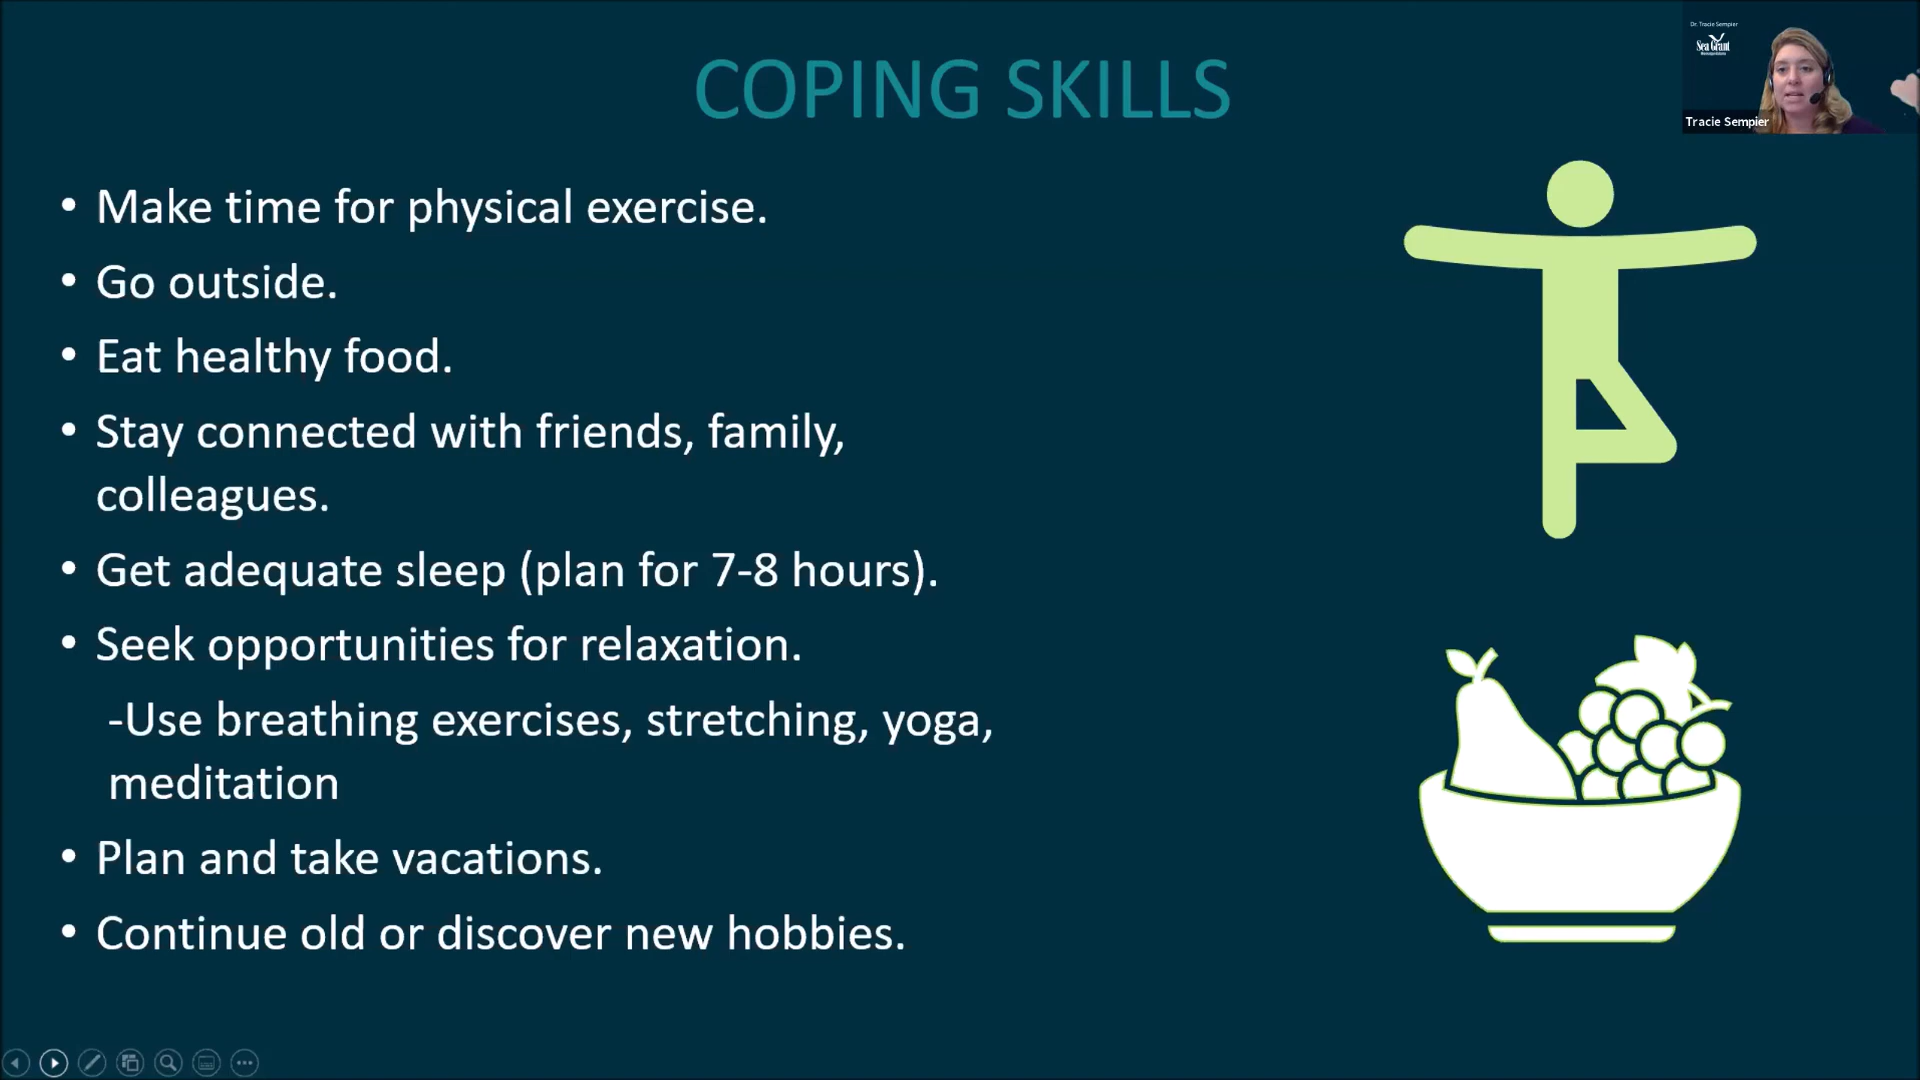 Dr. Tracie Sempier
Sea Grant
Tracie Sempier
COPING SKILLS
• Make time for physical exercise.
• Go outside.
• Eat healthy food.
• Stay connected with friends, family,
colleagues.
• Get adequate sleep (plan for 7-8 hours).
• Seek opportunities for relaxation.
-Use breathing exercises, stretching, yoga,
meditation
• Plan and take vacations.
• Continue old or discover new hobbies.